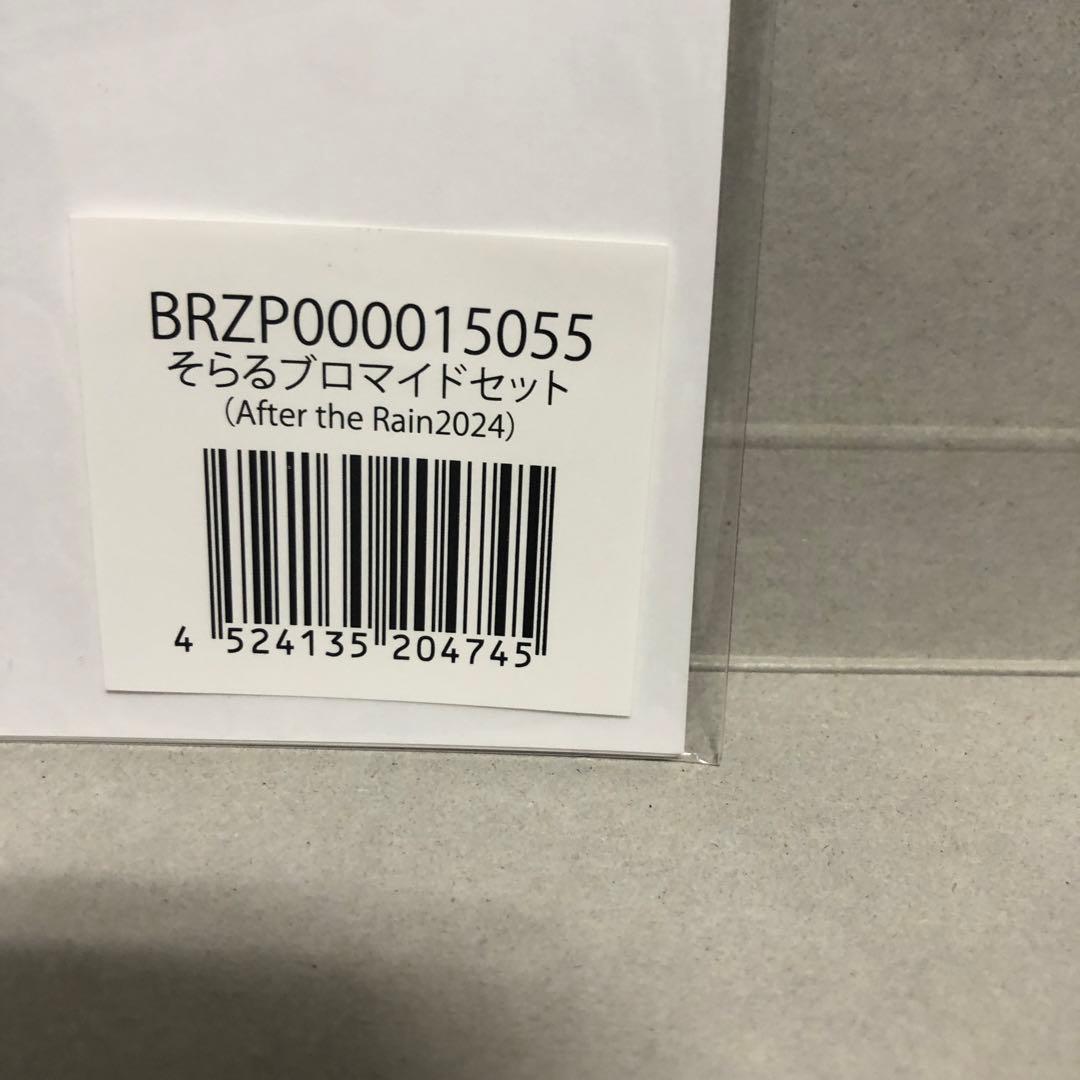 BRZP000015055
そらるブロマイドセット
（After the Rain2024）
4 524135 204745